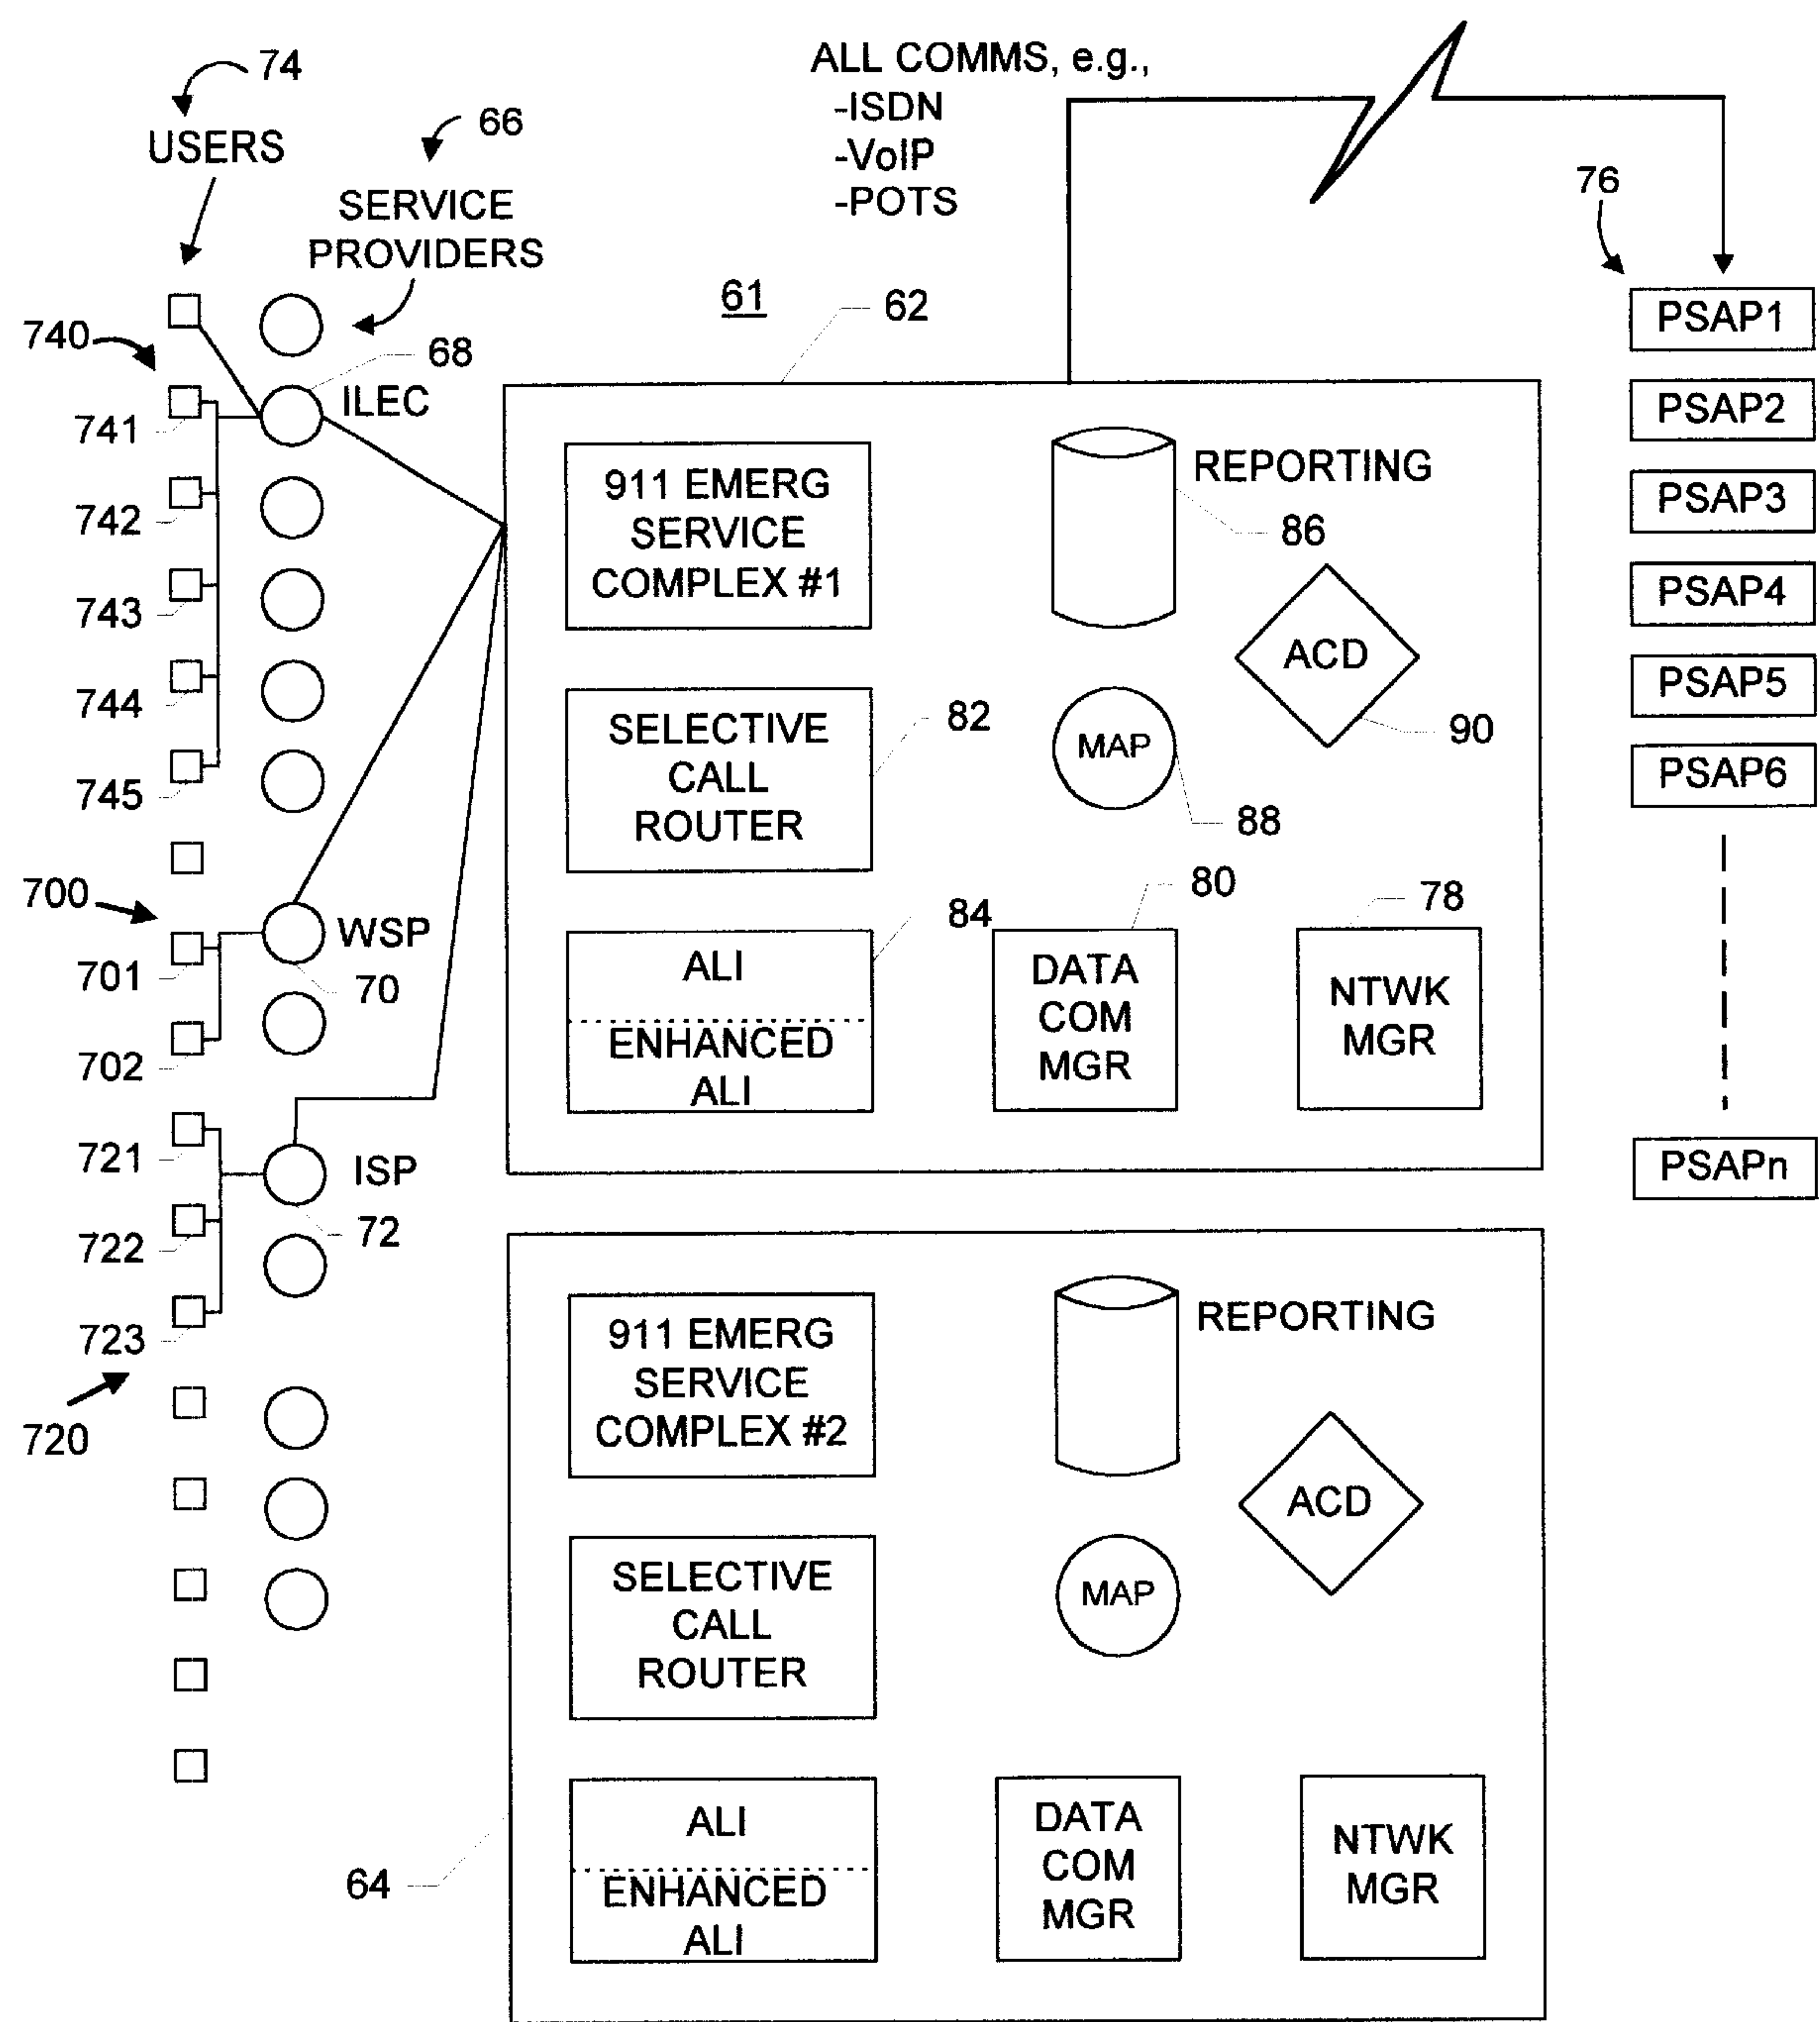 74
USERS
66
SERVICE
PROVIDERS
ALL COMMS, e.g.,
-ISDN
-VoIP
-POTS
76
61
62
740
68
ILEC
741
742
743
744
745
700
WSP
701
70
702
721
ISP
722
72
723
720
911 EMERG
SERVICE
COMPLEX #1
REPORTING
86
ACD
90
SELECTIVE
CALL
ROUTER
82
MAP
88
ALI
ENHANCED
ALI
84
80
DATA
COM
MGR
78
NTWK
MGR
PSAP1
PSAP2
PSAP3
PSAP4
PSAP5
PSAP6
PSAPn
911 EMERG
SERVICE
COMPLEX #2
REPORTING
ACD
SELECTIVE
CALL
ROUTER
MAP
64
ALI
ENHANCED
ALI
DATA
COM
MGR
NTWK
MGR